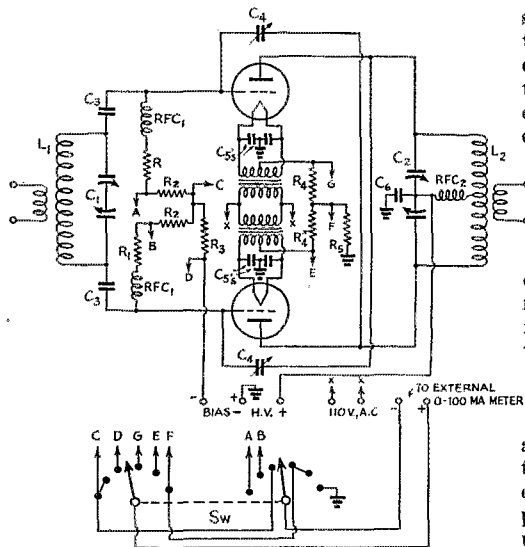 C4
C3
RFC1
R
L1
C5's
C1
R2
C
R4
G
C2
RFC2
L2
C6
A
R2
X
X
F
B
R3
R4
R5
R1
D
E
C3
RFC1
C5's
C4
- BIAS - + H.V. + 110V. A.C. - + TO EXTERNAL
X X 0-100 MA METER
C D G E F A B
Sw